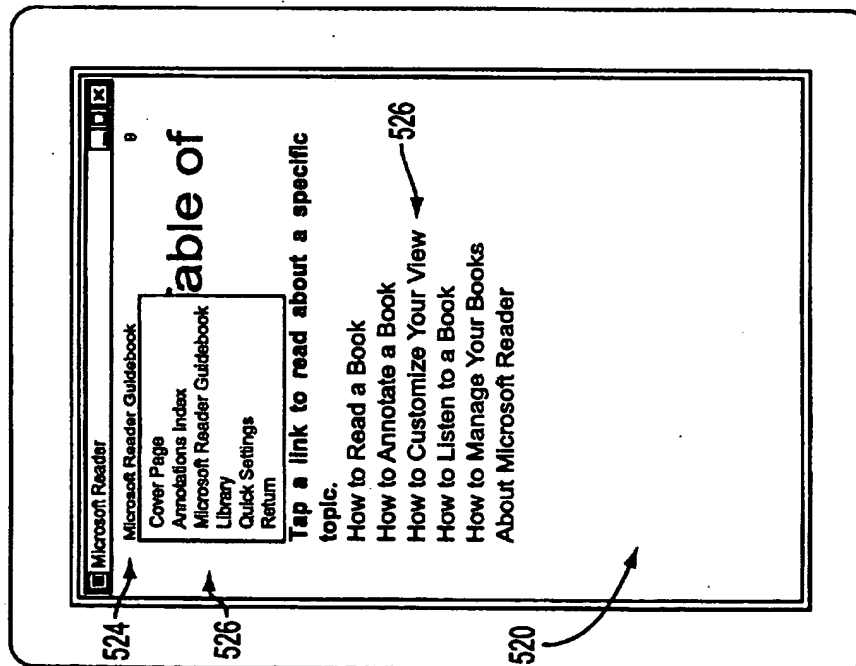 Microsoft Reader
Microsoft Reader Guidebook
Cover Page
Annotations Index
Microsoft Reader Guidebook
Library
Quick Settings
Return
able of
Tap a link to read about a specific
topic.
How to Read a Book
How to Annotate a Book
How to Customize Your View
How to Listen to a Book
How to Manage Your Books
About Microsoft Reader
524
526
526
520